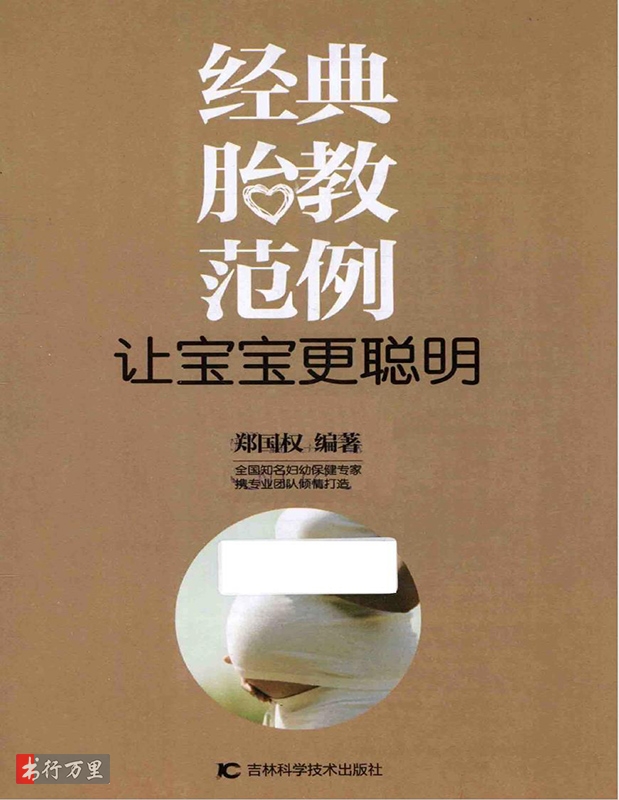 经典
胎教
范例
让宝宝更聪明
郑国权 编著
全国知名妇幼保健专家
携专业团队倾情打造
书行万里
吉林科学技术出版社